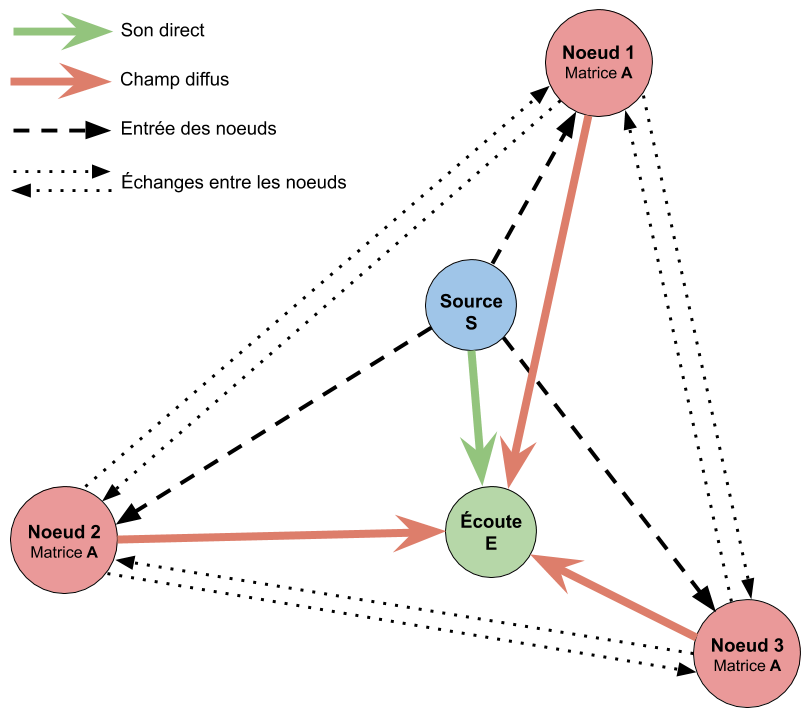 Son direct
Champ diffus
Entrée des noeuds
Échanges entre les noeuds
Noeud 1
Matrice A
Source
S
Écoute
E
Noeud 2
Matrice A
Noeud 3
Matrice A